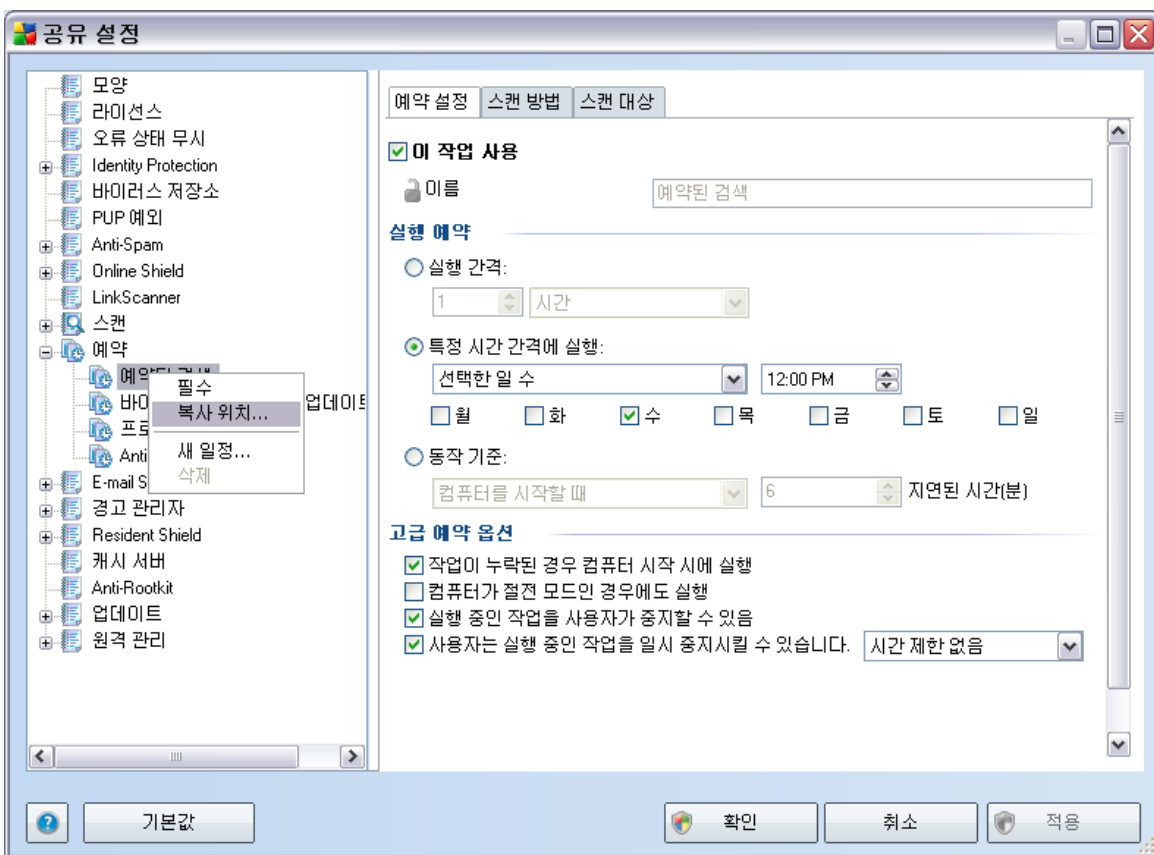 공유 설정
모양
라이선스
오류 상태 무시
Identity Protection
바이러스 저장소
PUP 예외
Anti-Spam
Online Shield
LinkScanner
스캔
예약
업데이트
E-mail S
경고 관리자
Resident Shield
캐시 서버
Anti-Rootkit
업데이트
원격 관리
필수
복사 위치...
새 일정...
삭제
예약 설정 스캔 방법 스캔 대상
이 작업 사용
이름 예약된 검색
실행 예약
실행 간격:
1 시간
특정 시간 간격에 실행:
선택한 일 수 12:00 PM
월 화 수 목 금 토 일
동작 기준:
컴퓨터를 시작할 때 6 지연된 시간(분)
고급 예약 옵션
작업이 누락된 경우 컴퓨터 시작 시에 실행
컴퓨터가 절전 모드인 경우에도 실행
실행 중인 작업을 사용자가 중지할 수 있음
사용자는 실행 중인 작업을 일시 중지시킬 수 있습니다. 시간 제한 없음
기본값 확인 취소 적용